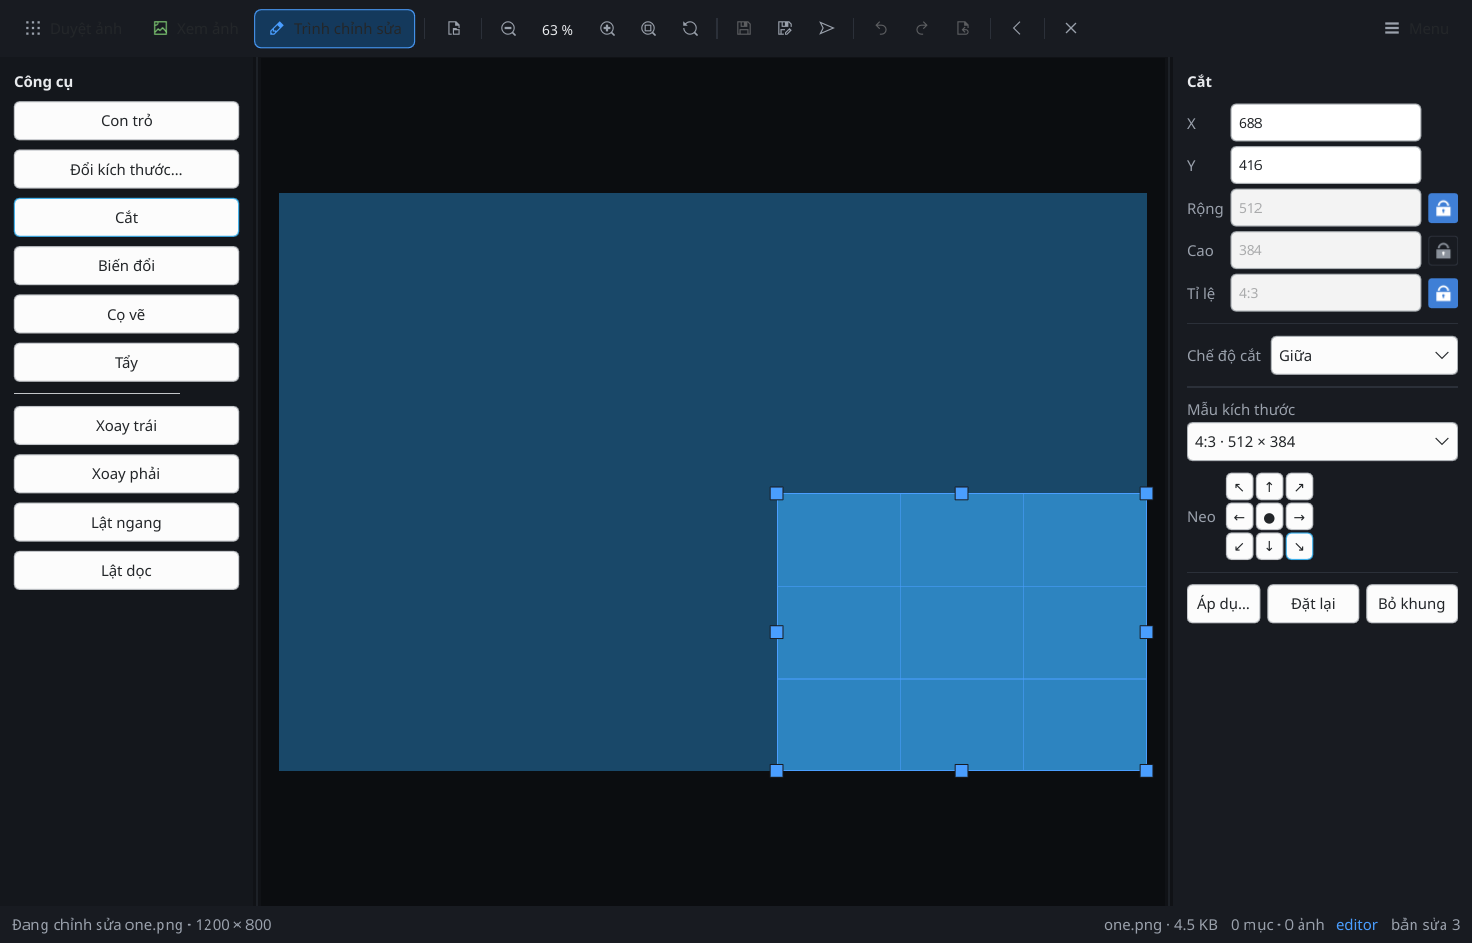 Duyệt ảnh
Xem ảnh
Trình chỉnh sửa
63 %
Menu
Công cụ
Con trỏ
Đổi kích thước...
Cắt
Biến đổi
Cọ vẽ
Tẩy
Xoay trái
Xoay phải
Lật ngang
Lật dọc
Cắt
X 688
Y 416
Rộng 512
Cao 384
Tỉ lệ 4:3
Chế độ cắt Giữa
Mẫu kích thước
4:3 · 512 × 384
↖ ↑ ↗
Neo ← ● →
↙ ↓ ↘
Áp dụ... Đặt lại Bỏ khung
Đang chỉnh sửa one.png · 1200 × 800
one.png · 4.5 KB 0 mục · 0 ảnh editor bản sửa 3